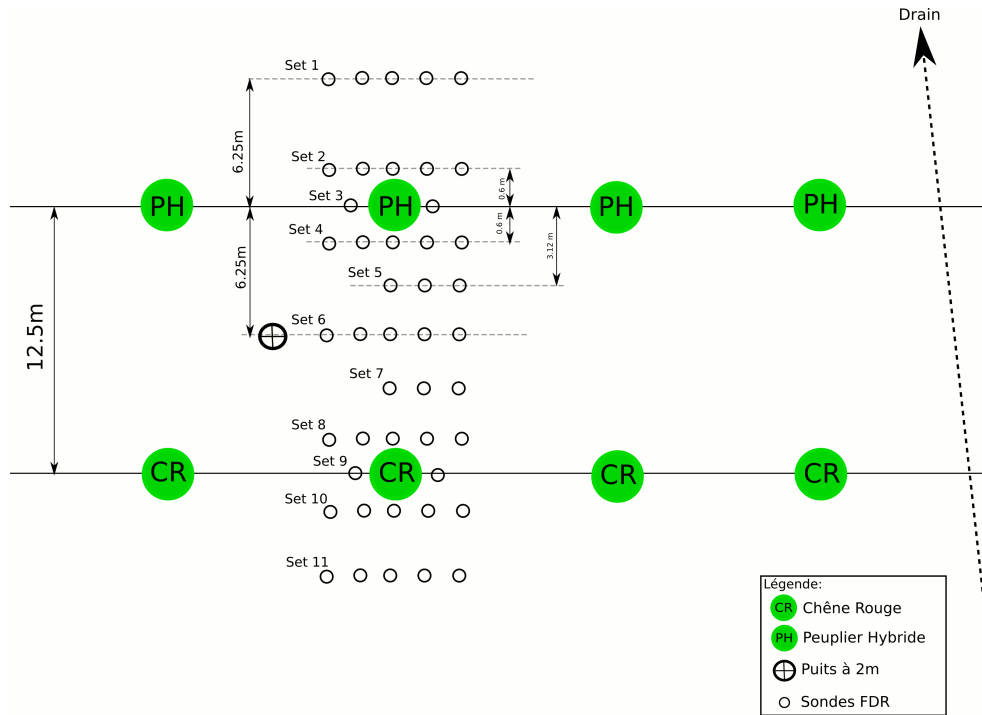 Drain
Set 1
6.25m
Set 2
0.6 m
Set 3
PH
PH
PH
PH
Set 4
0.6 m
3.12 m
6.25m
Set 5
Set 6
12.5m
Set 7
Set 8
Set 9
CR
CR
CR
CR
Set 10
Set 11
Légende:
CR Chêne Rouge
PH Peuplier Hybride
Puits à 2m
Sondes FDR